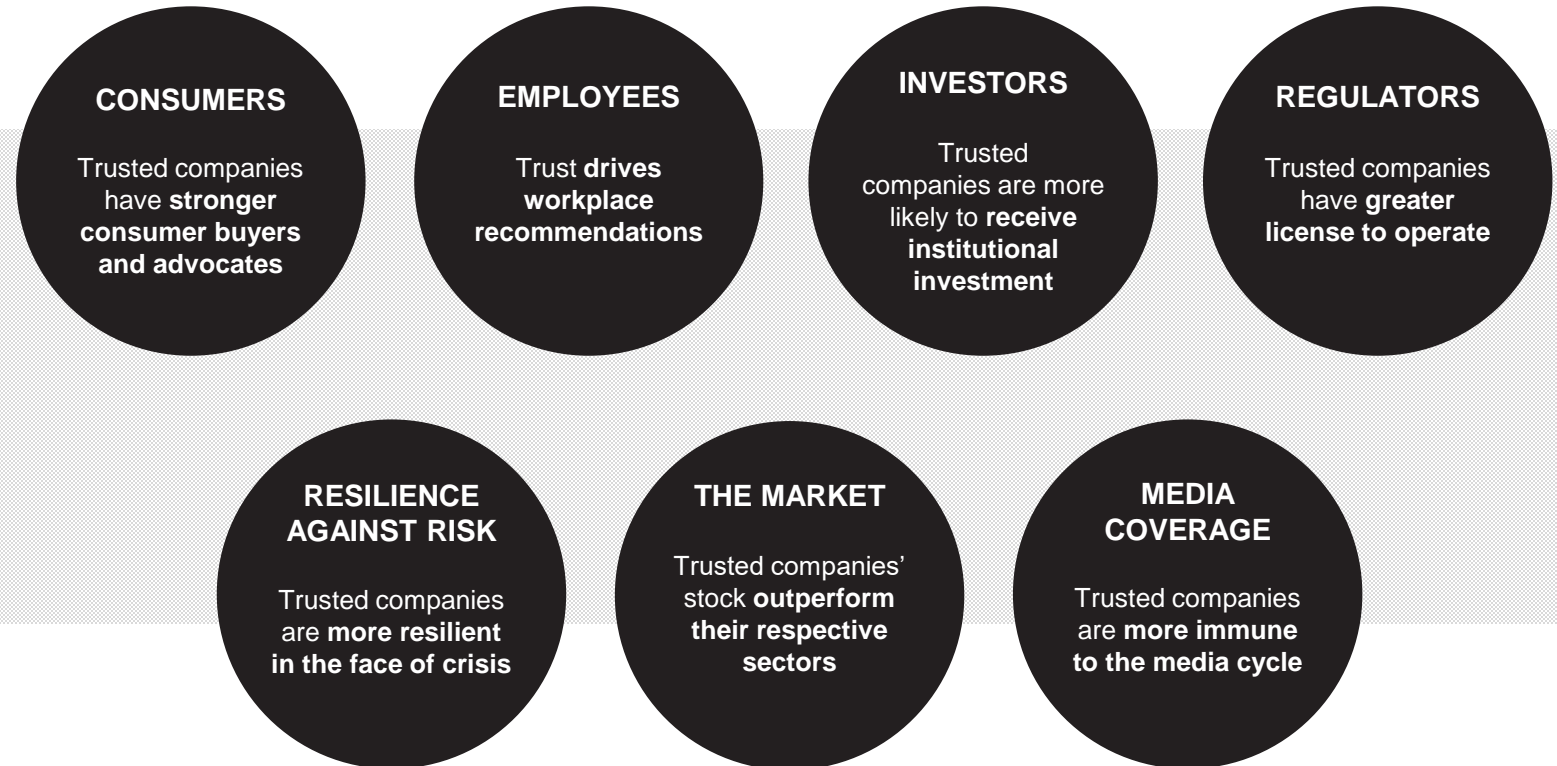 CONSUMERS
Trusted companies
have stronger
consumer buyers
and advocates
EMPLOYEES
Trust drives
workplace
recommendations
INVESTORS
Trusted
companies are more
likely to receive
institutional
investment
REGULATORS
Trusted companies
have greater
license to operate
RESILIENCE
AGAINST RISK
Trusted companies
are more resilient
in the face of crisis
THE MARKET
Trusted companies’
stock outperform
their respective
sectors
MEDIA
COVERAGE
Trusted companies
are more immune
to the media cycle